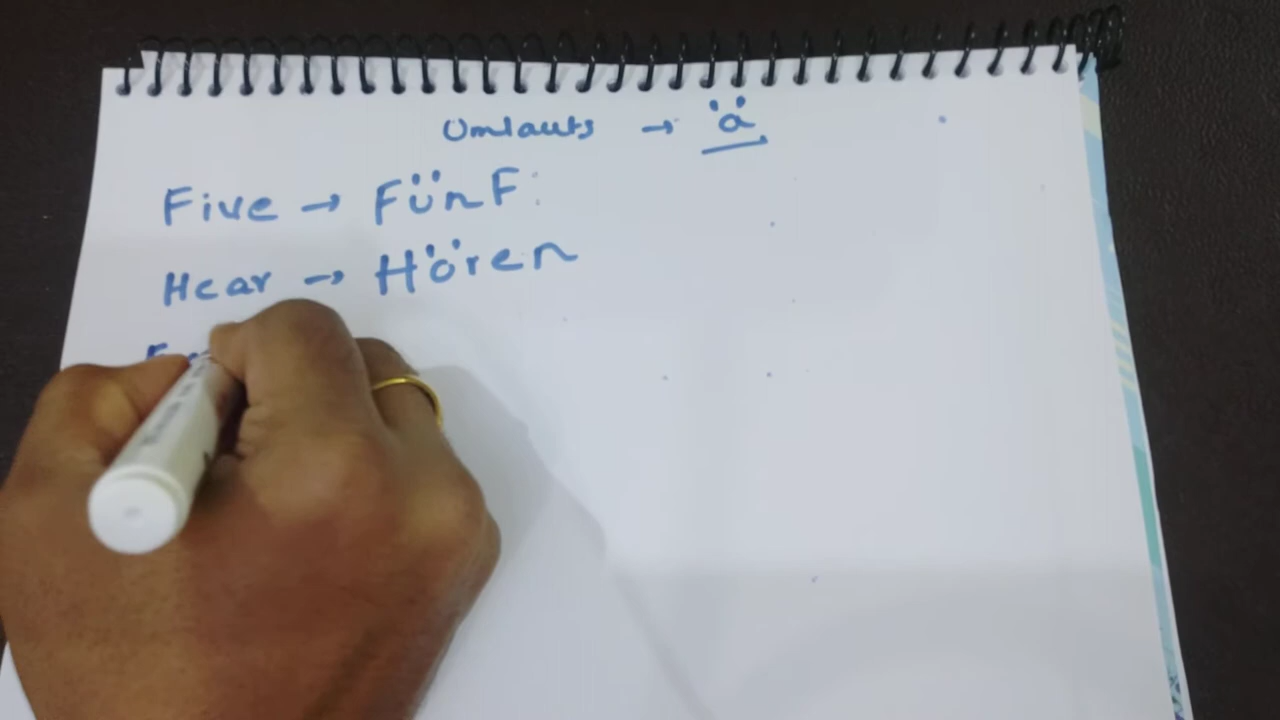 Umlauts → ä
Five → FünF
Hear → Hören